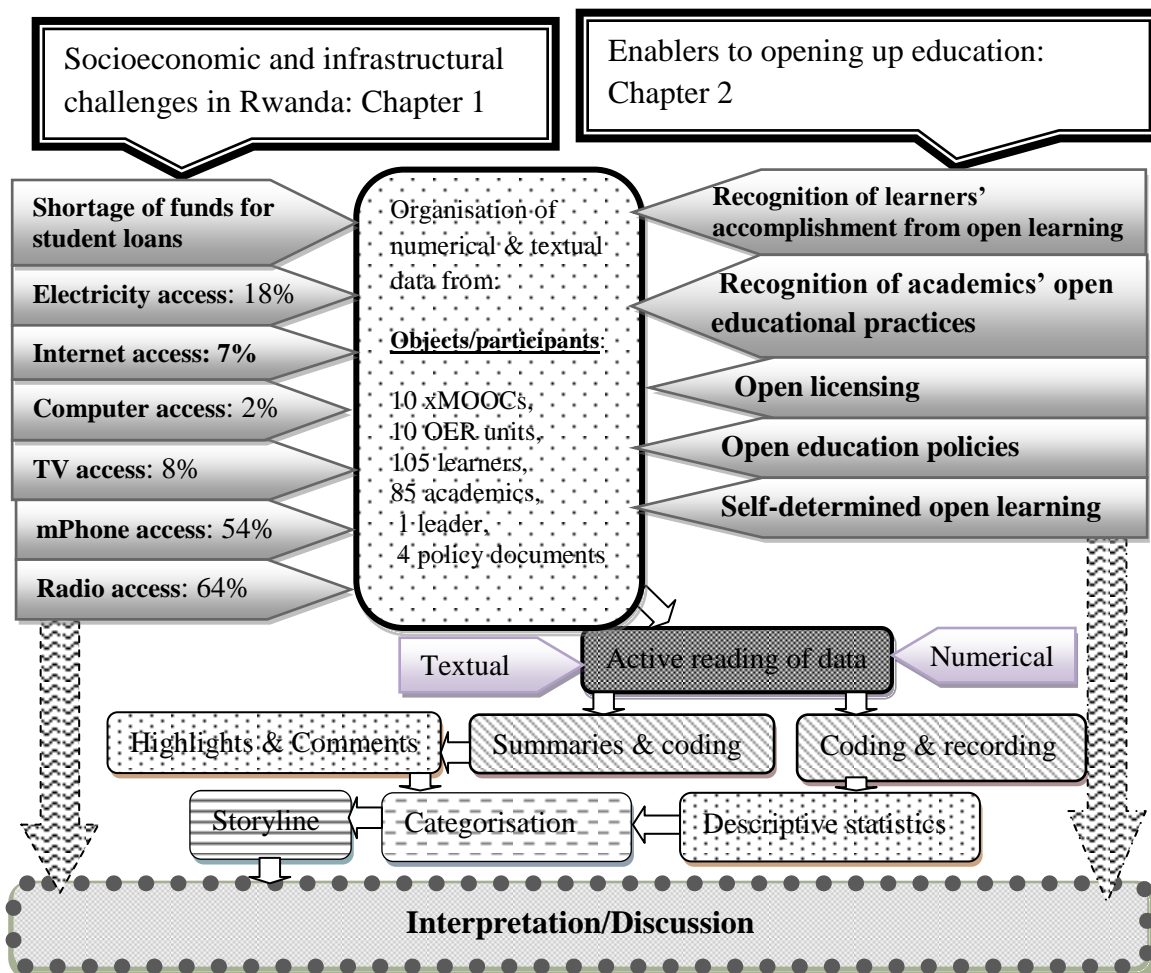 Socioeconomic and infrastructural
challenges in Rwanda: Chapter 1
Enablers to opening up education:
Chapter 2
Shortage of funds for
student loans
Electricity access: 18%
Internet access: 7%
Computer access: 2%
TV access: 8%
mPhone access: 54%
Radio access: 64%
Organisation of
numerical & textual
data from:
Objects/participants:
10 xMOOCs,
10 OER units,
105 learners,
85 academics,
1 leader,
4 policy documents
Recognition of learners’
accomplishment from open learning
Recognition of academics’ open
educational practices
Open licensing
Open education policies
Self-determined open learning
Textual
Active reading of data
Numerical
Highlights & Comments
Summaries & coding
Coding & recording
Storyline
Categorisation
Descriptive statistics
Interpretation/Discussion